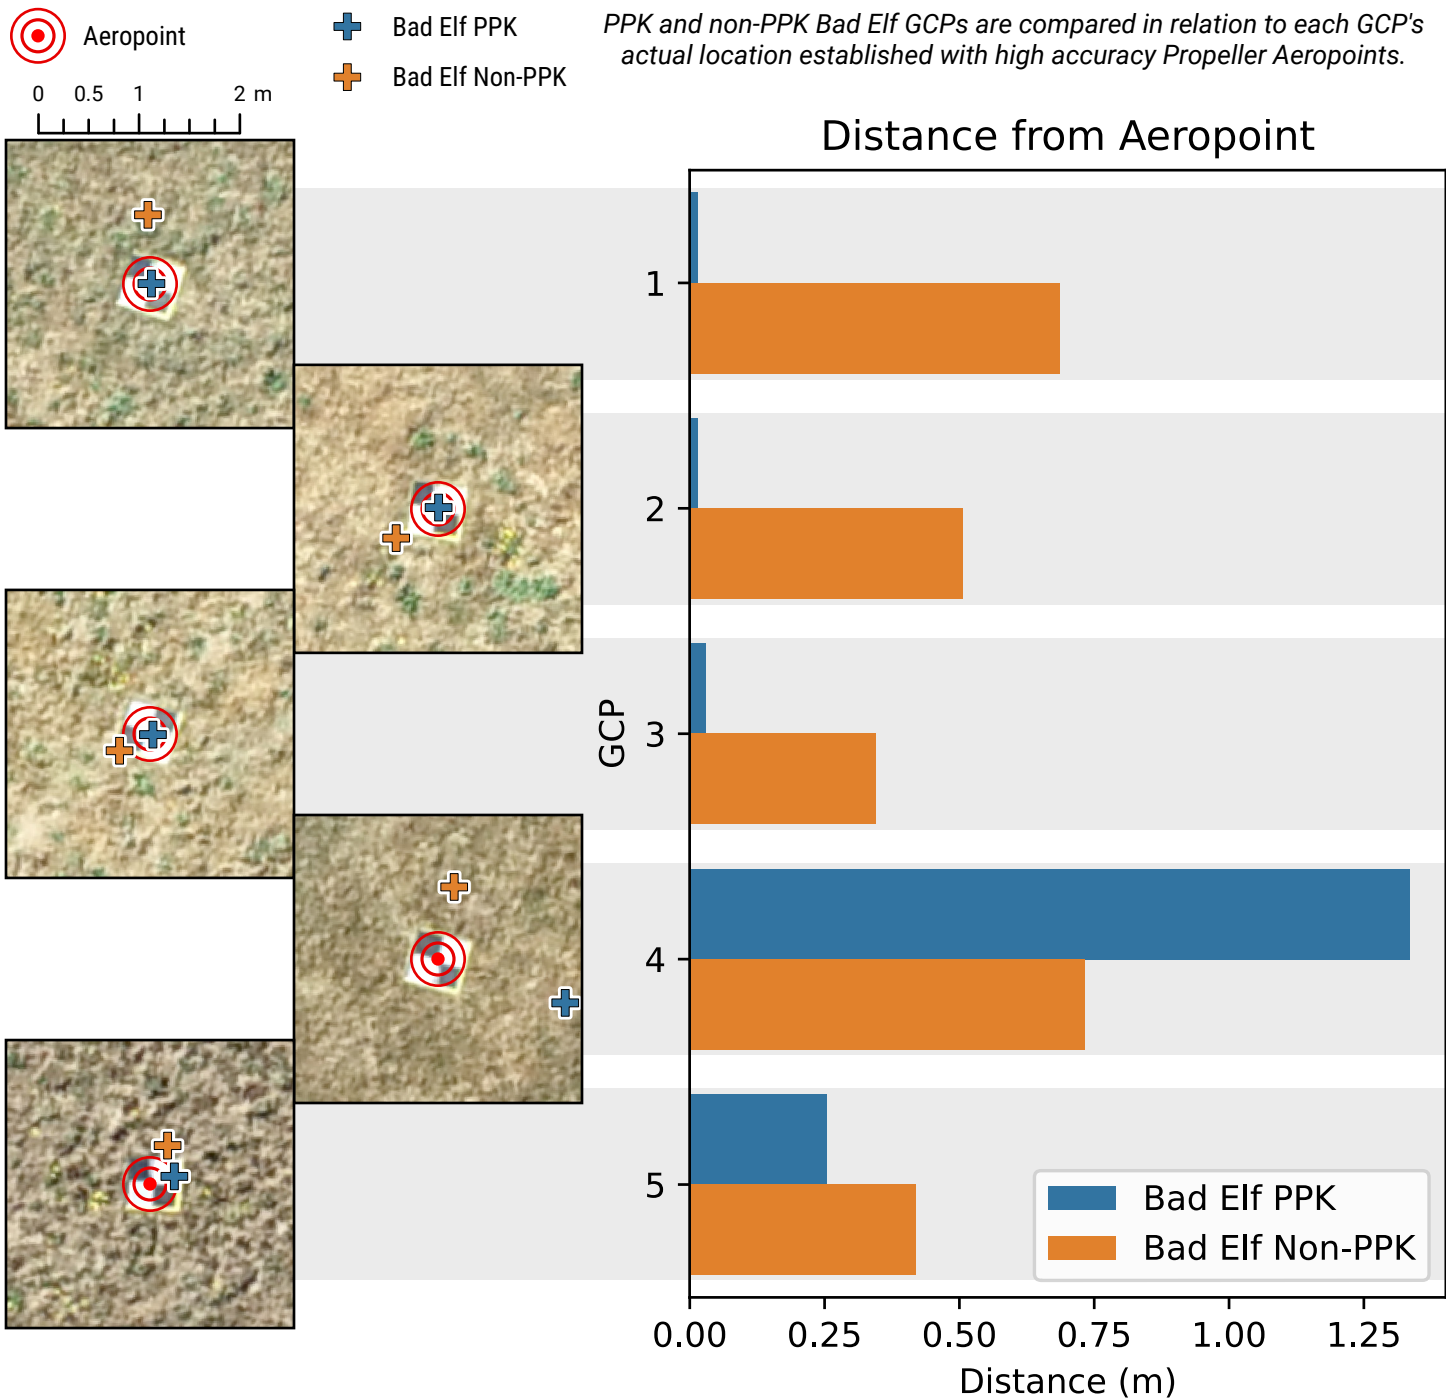 Aeropoint
Bad Elf PPK
Bad Elf Non-PPK
PPK and non-PPK Bad Elf GCPs are compared in relation to each GCP's
actual location established with high accuracy Propeller Aeropoints.
0 0.5 1 2 m
Distance from Aeropoint
GCP
1
2
3
4
5
Bad Elf PPK
Bad Elf Non-PPK
0.00 0.25 0.50 0.75 1.00 1.25
Distance (m)